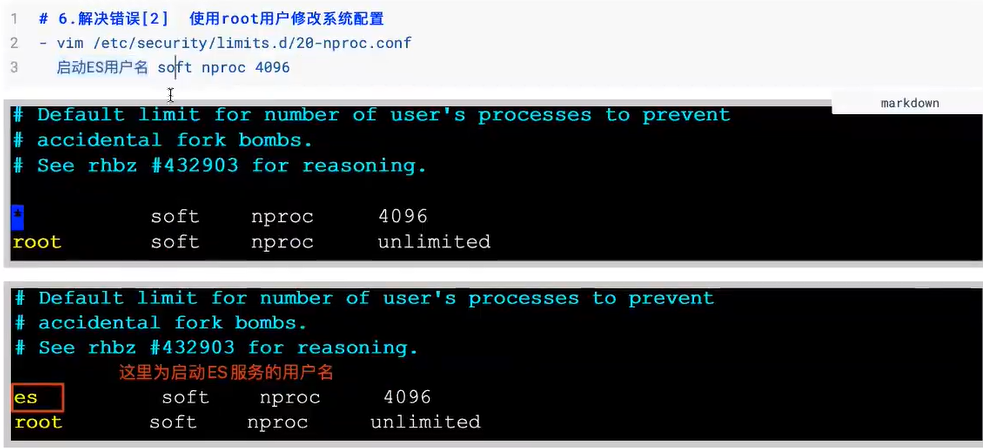 1 # 6.解决错误[2] 使用root用户修改系统配置
2 - vim /etc/security/limits.d/20-nproc.conf
3 启动ES用户名 soft nproc 4096
markdown
# Default limit for number of user's processes to prevent
# accidental fork bombs.
# See rhbz #432903 for reasoning.
* soft nproc 4096
root soft nproc unlimited
# Default limit for number of user's processes to prevent
# accidental fork bombs.
# See rhbz #432903 for reasoning.
这里为启动ES服务的用户名
es soft nproc 4096
root soft nproc unlimited